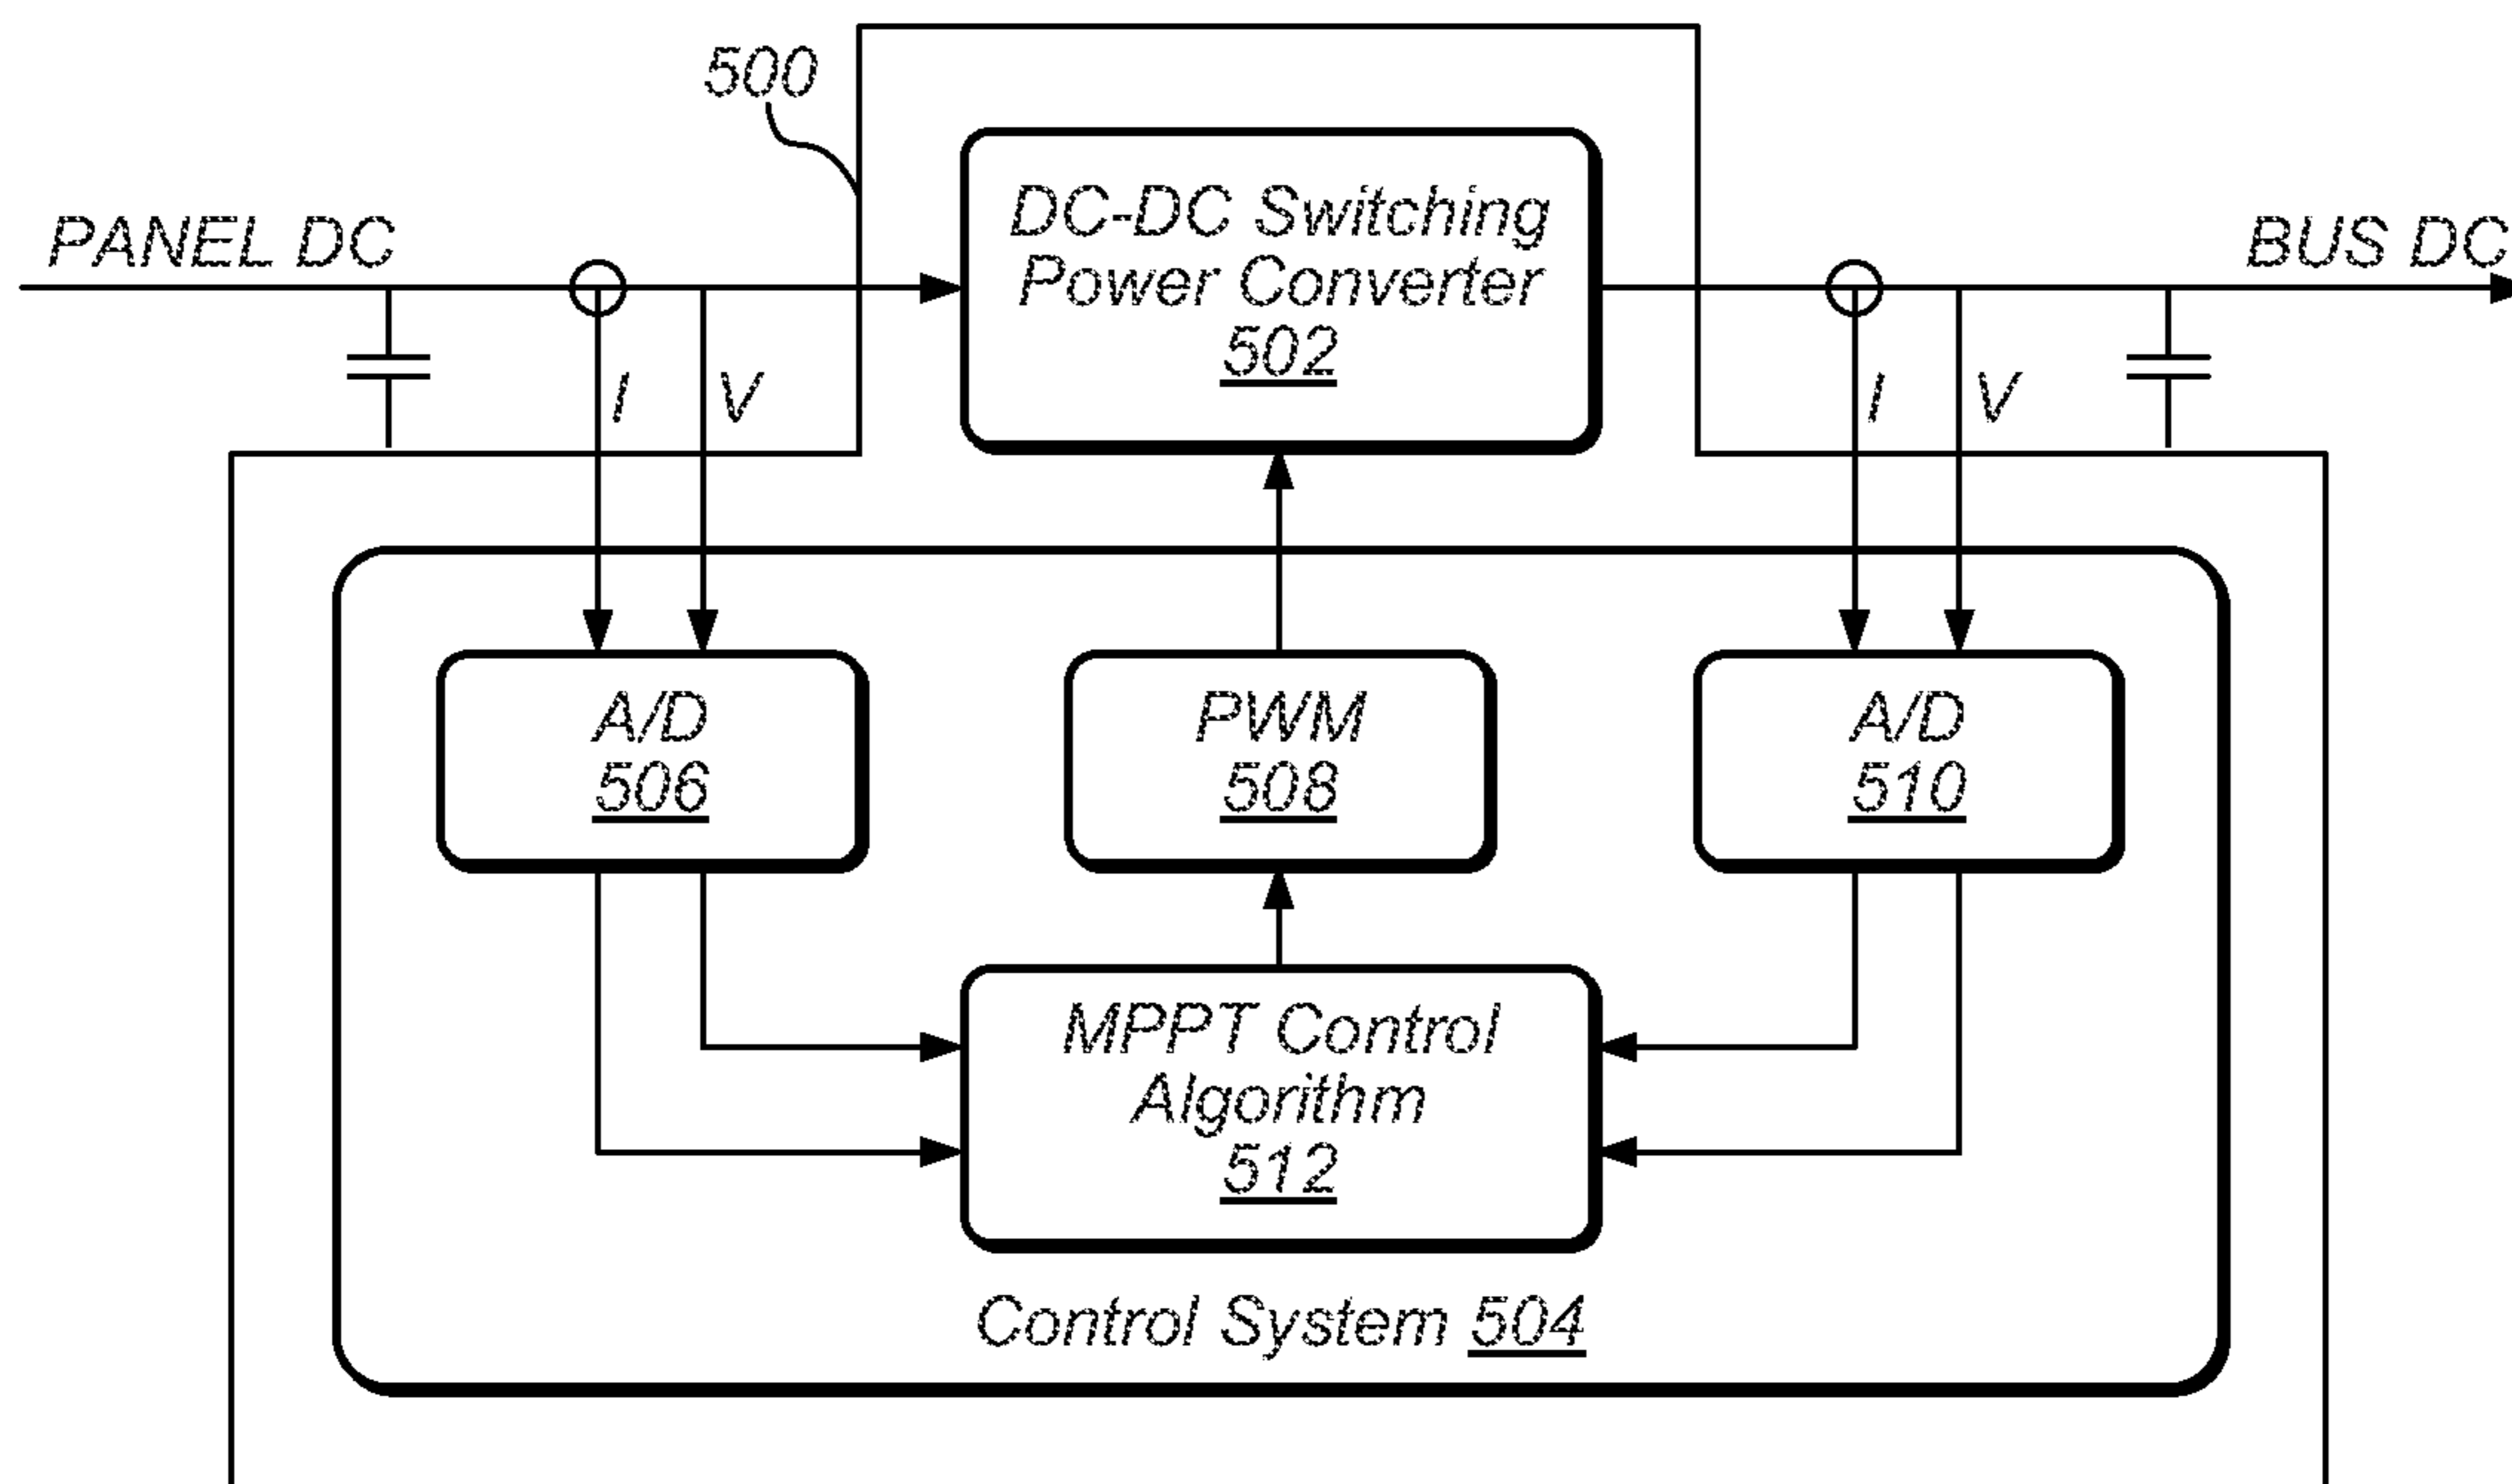 500
PANEL DC
DC-DC Switching
Power Converter
502
BUS DC
I
V
I
V
A/D
506
PWM
508
A/D
510
MPPT Control
Algorithm
512
Control System 504